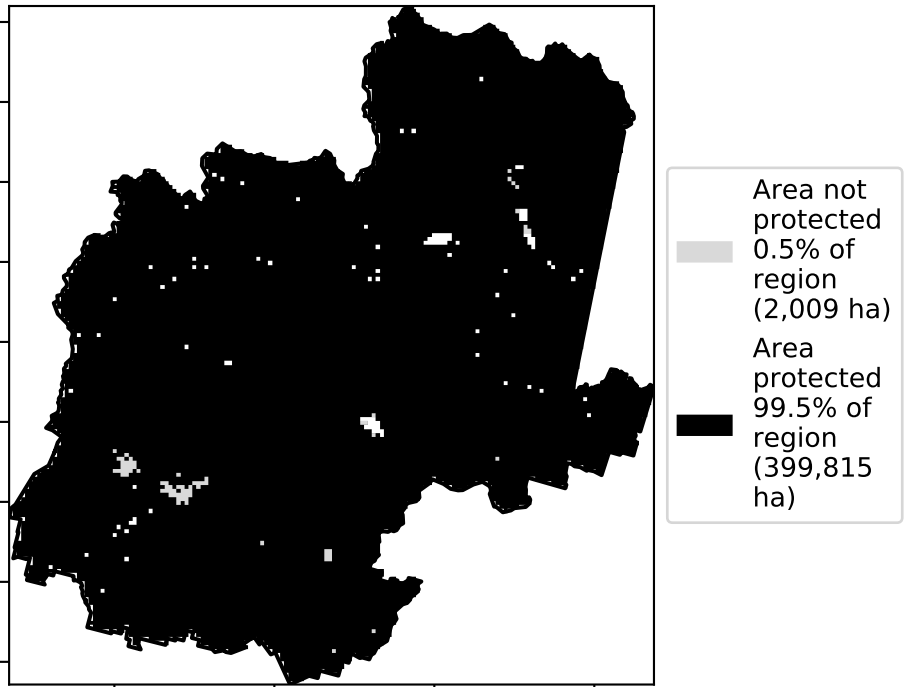 Area not
protected
0.5% of
region
(2,009 ha)
Area
protected
99.5% of
region
(399,815
ha)